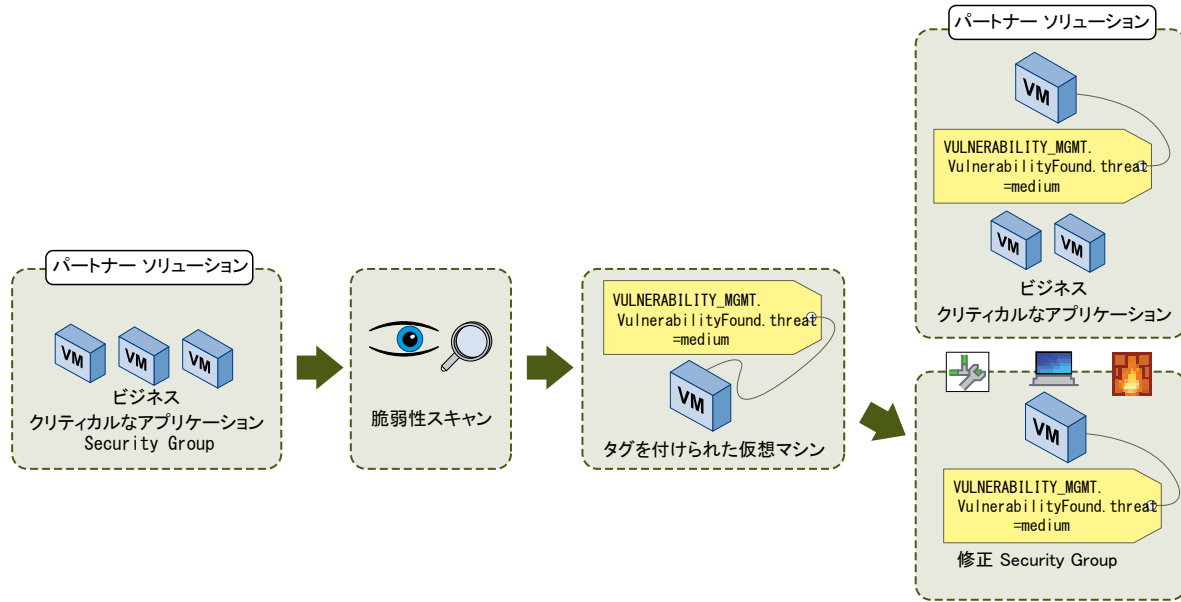 パートナー ソリューション
VM
VM
VM
ビジネス
クリティカルなアプリケーション
Security Group
脆弱性スキャン
VULNERABILITY_MGMT.
VulnerabilityFound.threat
=medium
VM
タグを付けられた仮想マシン
パートナー ソリューション
VM
VULNERABILITY_MGMT.
VulnerabilityFound.threat
=medium
VM
VM
ビジネス
クリティカルなアプリケーション
VM
VULNERABILITY_MGMT.
VulnerabilityFound.threat
=medium
修正 Security Group